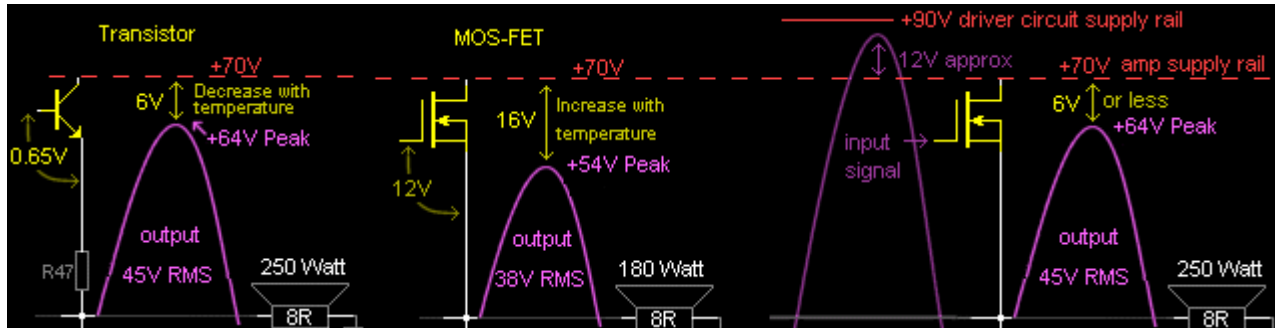 Transistor
+70V
6V
Decrease with
temperature
+64V Peak
0.65V
R47
output
45V RMS
250 Watt
8R
MOS-FET
+70V
16V
Increase with
temperature
+54V Peak
12V
output
38V RMS
180 Watt
8R
+90V driver circuit supply rail
12V approx
+70V amp supply rail
6V
or less
+64V Peak
input
signal
output
45V RMS
250 Watt
8R